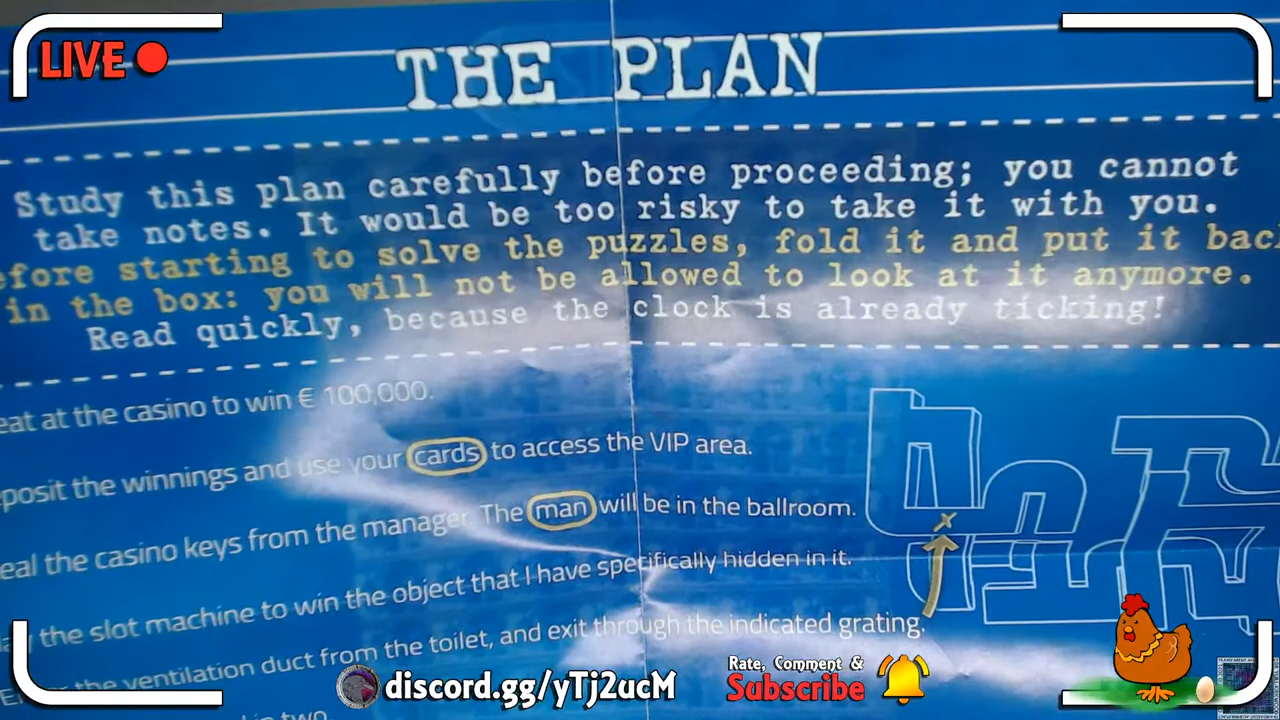 LIVE
THE PLAN
Study this plan carefully before proceeding; you cannot
take notes. It would be too risky to take it with you.
efore starting to solve the puzzles, fold it and put it bac
in the box: you will not be allowed to look at it anymore.
Read quickly, because the clock is already ticking!
eat at the casino to win € 100,000.
posit the winnings and use your cards to access the VIP area.
eal the casino keys from the manager. The man will be in the ballroom.
the slot machine to win the object that I have specifically hidden in it.
the ventilation duct from the toilet, and exit through the indicated grating.
in two
discord.gg/yTj2ucM
Rate, Comment &
Subscribe